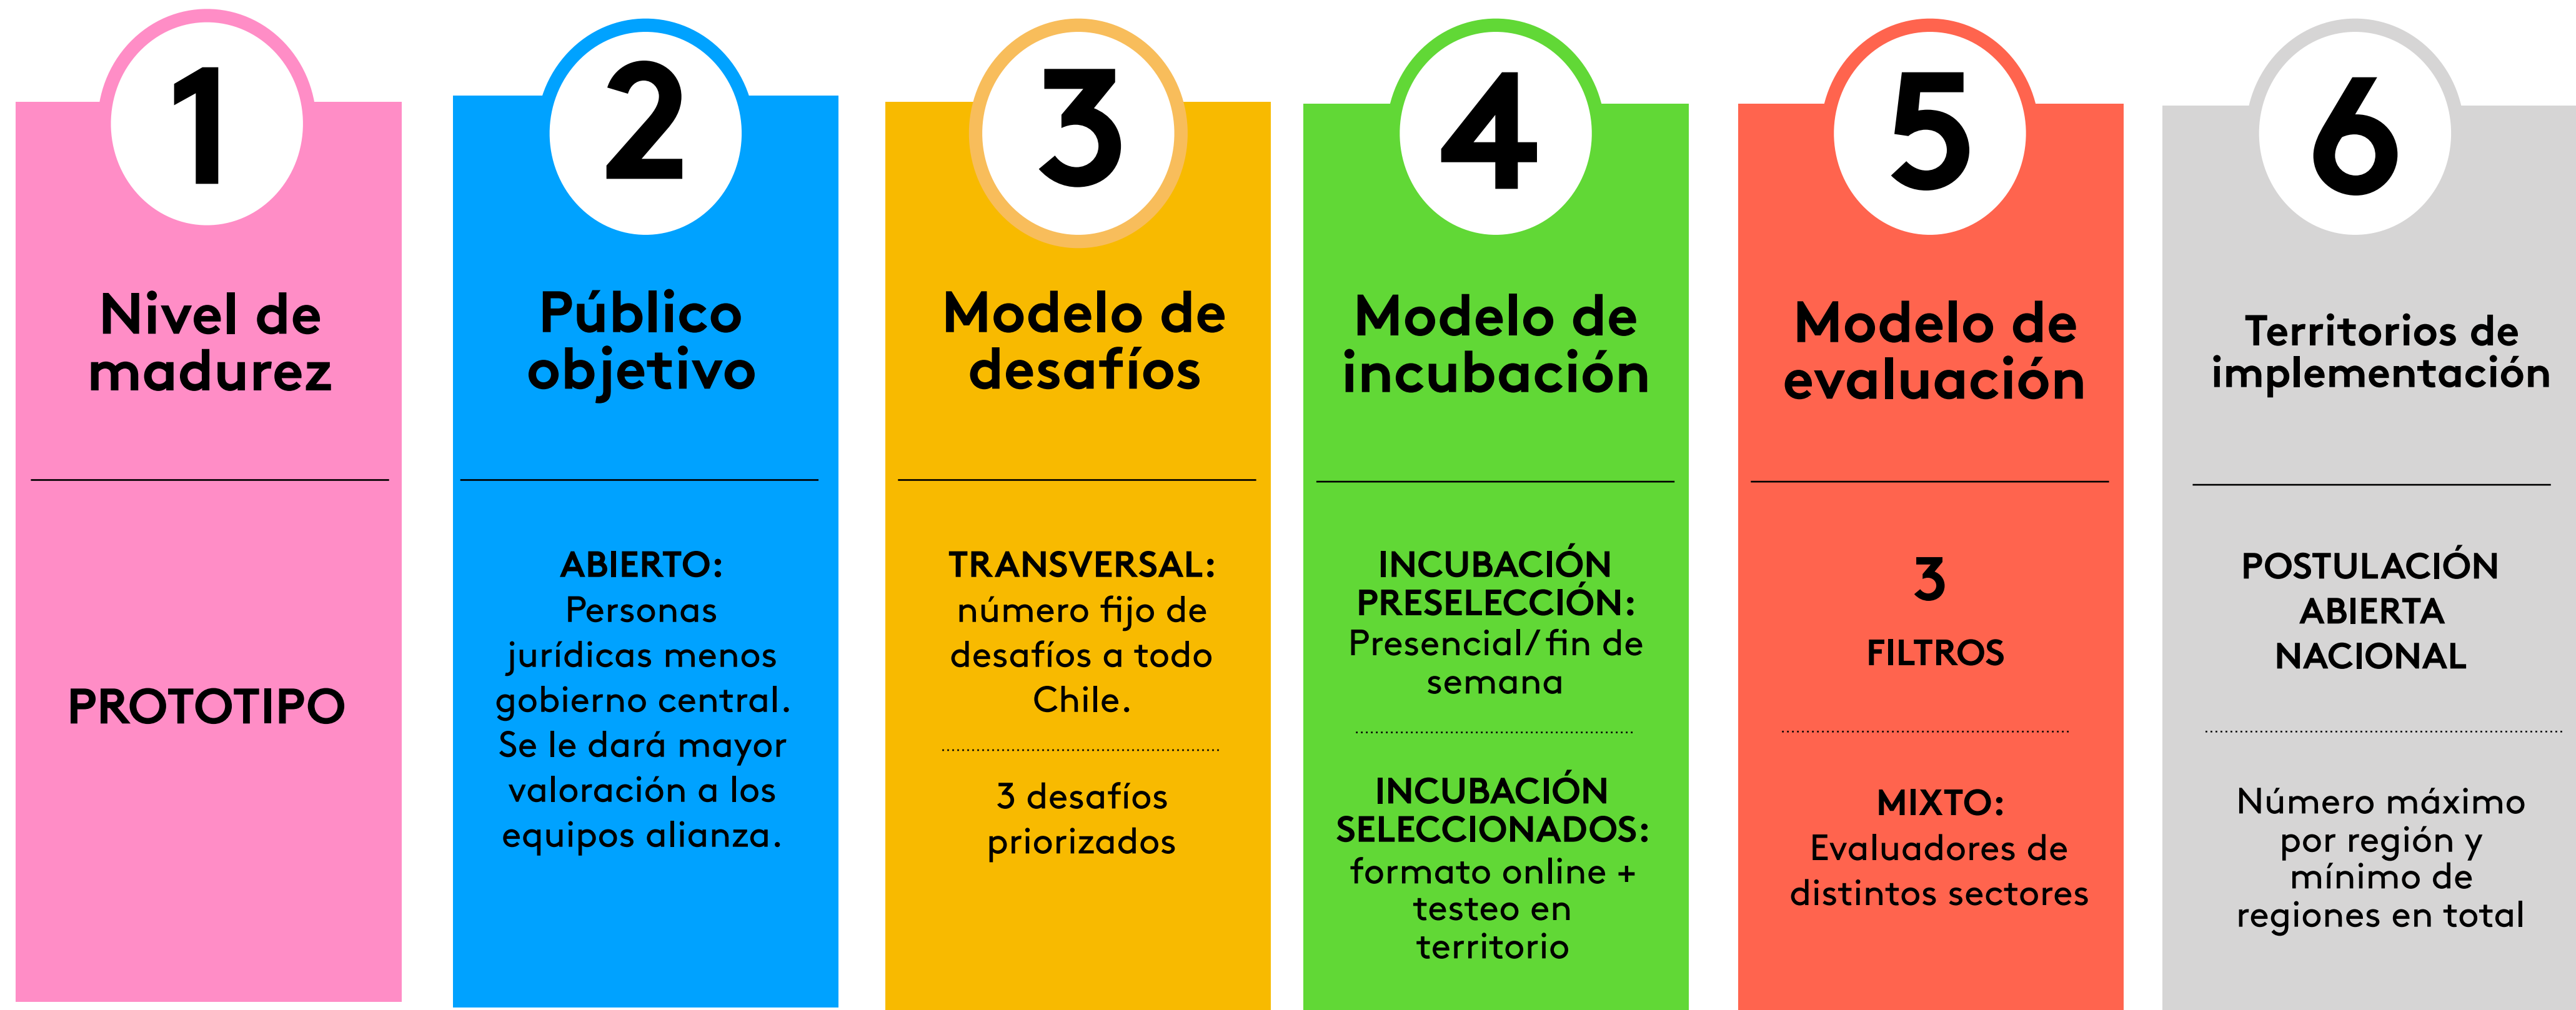 1
Nivel de
madurez
PROTOTIPO
2
Público
objetivo
ABIERTO:
Personas
jurídicas menos
gobierno central.
Se le dará mayor
valoración a los
equipos alianza.
3
Modelo de
desafíos
TRANSVERSAL:
número fijo de
desafíos a todo
Chile.
3 desafíos
priorizados
4
Modelo de
incubación
INCUBACIÓN
PRESELECCIÓN:
Presencial/ fin de
semana
INCUBACIÓN
SELECCIONADOS:
formato online +
testeo en
territorio
5
Modelo de
evaluación
3
FILTROS
MIXTO:
Evaluadores de
distintos sectores
6
Territorios de
implementación
POSTULACIÓN
ABIERTA
NACIONAL
Número máximo
por región y
mínimo de
regiones en total